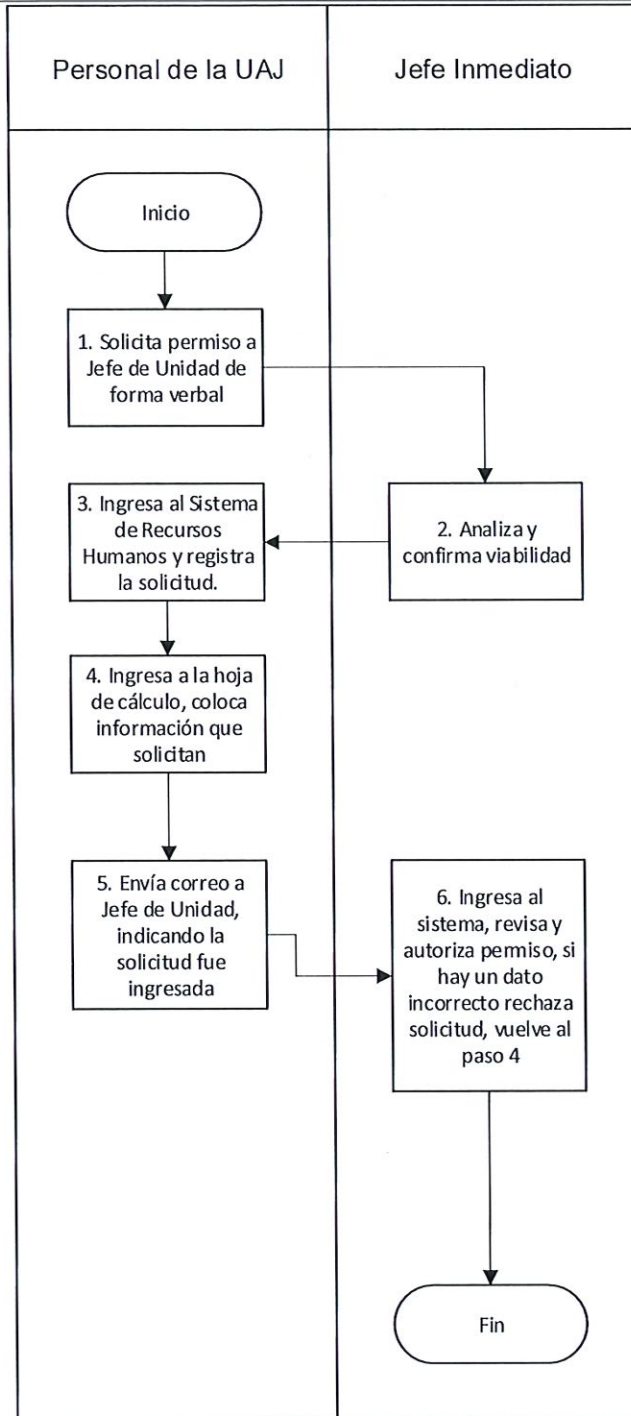 Personal de la UAJ
Jefe Inmediato
Inicio
1. Solicita permiso a
Jefe de Unidad de
forma verbal
2. Analiza y
confirma viabilidad
3. Ingresa al Sistema
de Recursos
Humanos y registra
la solicitud.
4. Ingresa a la hoja
de cálculo, coloca
información que
solicitan
5. Envía correo a
Jefe de Unidad,
indicando la
solicitud fue
ingresada
6. Ingresa al
sistema, revisa y
autoriza permiso, si
hay un dato
incorrecto rechaza
solicitud, vuelve al
paso 4
Fin